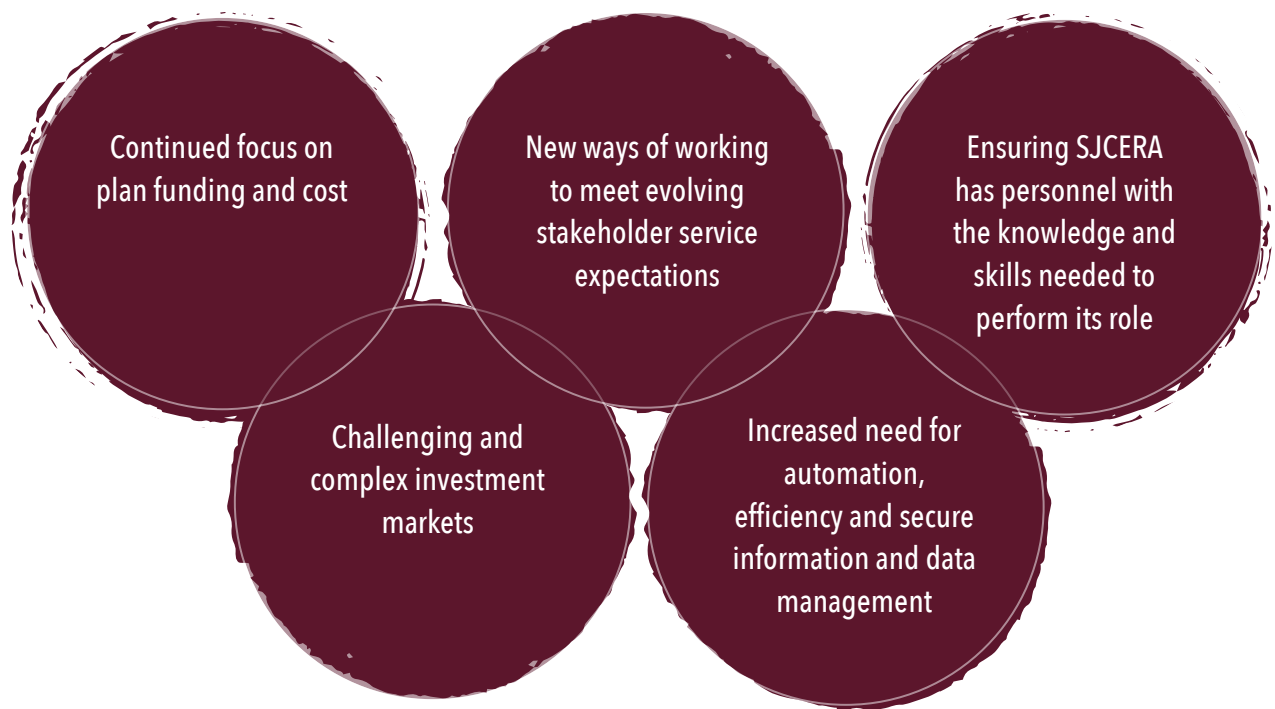 Continued focus on
plan funding and cost
New ways of working
to meet evolving
stakeholder service
expectations
Ensuring SJCERA
has personnel with
the knowledge and
skills needed to
perform its role
Challenging and
complex investment
markets
Increased need for
automation,
efficiency and secure
information and data
management